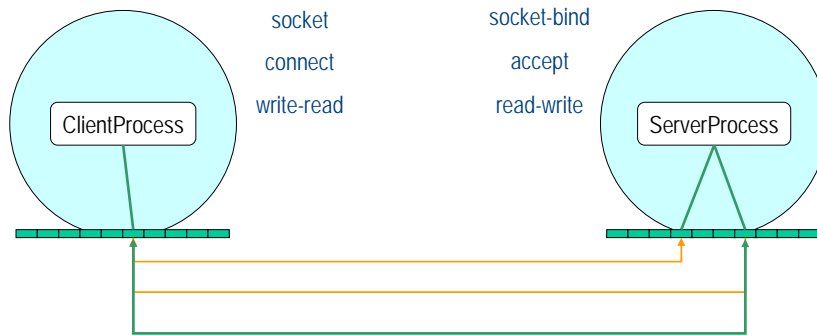 socket
connect
write-read
socket-bind
accept
read-write
ClientProcess
ServerProcess